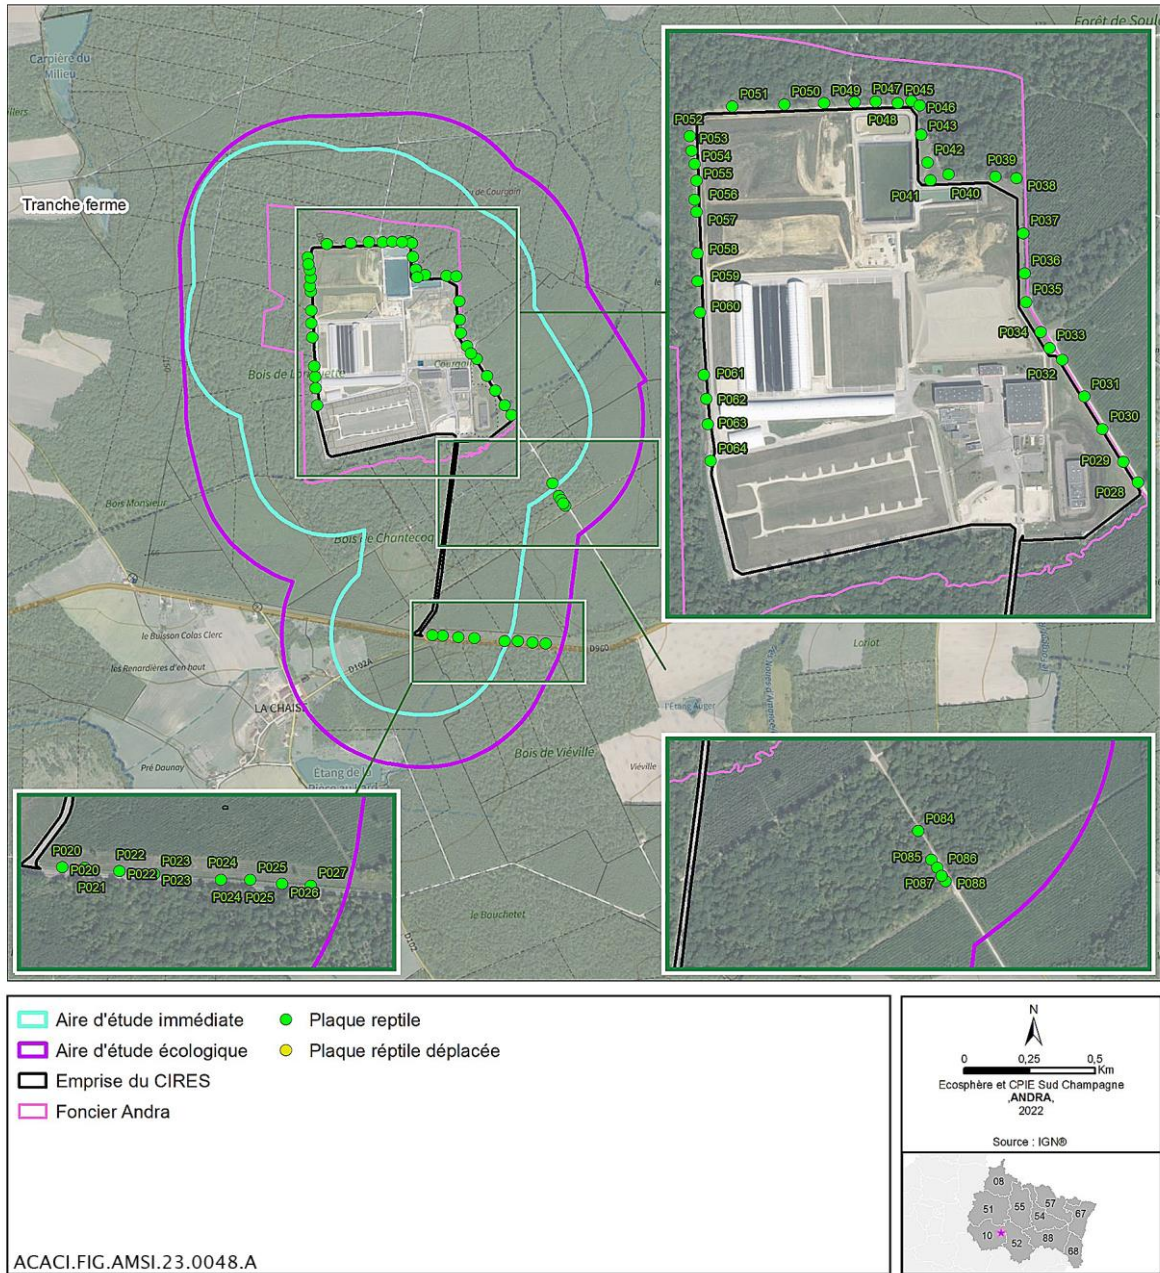 Carpière du
Milieu
Forêt de Soul
Tranche ferme
de Courgain
Bois de
Courgain
Bois Monsieur
Bois de Chantecoq
le Buisson Colas Clerc
les Renardières d'en haut
D102A
D960
LA CHAISE
Pré Daunay
Étang de la
Bois de Viéville
Viéville
l'Étang Auger
Loriot
le Bauchetet
D102
P051
P050
P049
P047
P045
P046
P048
P052
P053
P043
P054
P042
P055
P039
P038
P041
P040
P056
P057
P037
P058
P036
P059
P035
P060
P034
P033
P032
P061
P031
P062
P063
P030
P064
P029
P028
P020
P022
P023
P024
P025
P027
P020
P022
P023
P021
P024
P025
P026
P084
P085
P086
P087
P088
Aire d'étude immédiate
Plaque reptile
Aire d'étude écologique
Plaque réptile déplacée
Emprise du CIRES
Foncier Andra
N
0 0,25 0,5
Km
Ecosphère et CPIE Sud Champagne
,ANDRA,
2022
Source : IGN®
08
51
55
57
54
67
10
52
88
68
ACACI.FIG.AMSI.23.0048.A